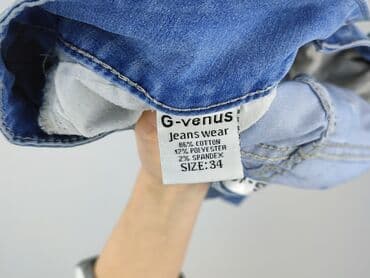 G-venus
Jeans wear
86% COTTON
12% POLYESTER
2% SPANDEX
SIZE:34